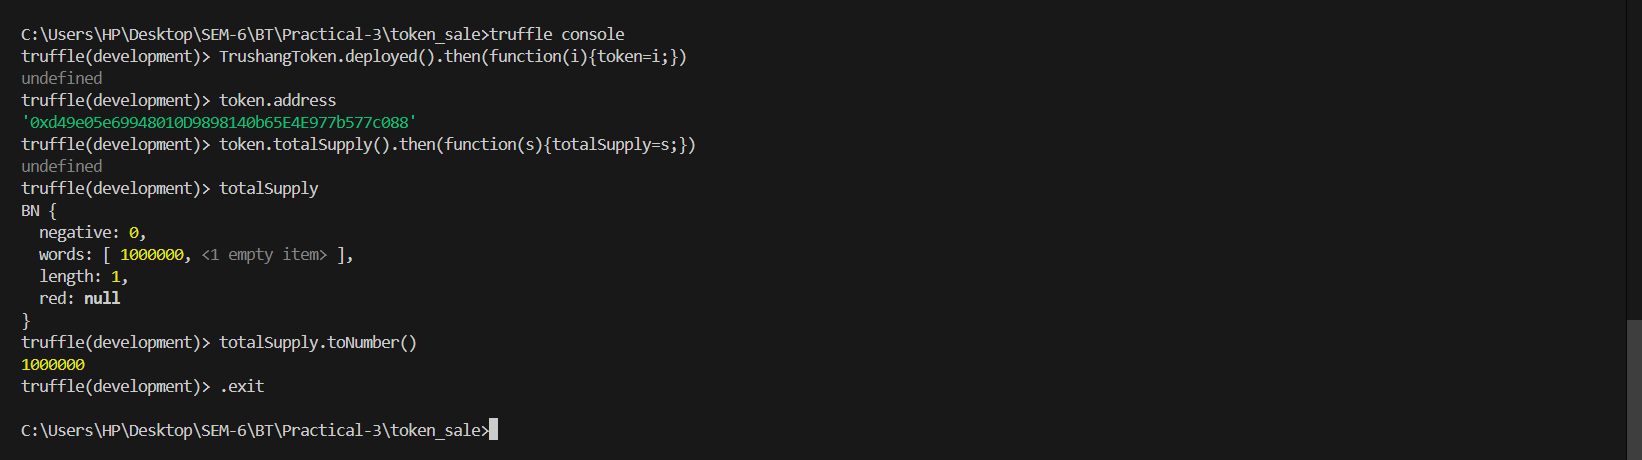 C:\Users\HP\Desktop\SEM-6\BT\Practical-3\token_sale>truffle console
truffle(development)> TrushangToken.deployed().then(function(i){token=i;})
undefined
truffle(development)> token.address
'0xd49e05e69948010D9898140b65E4E977b577c088'
truffle(development)> token.totalSupply().then(function(s){totalSupply=s;})
undefined
truffle(development)> totalSupply
BN {
  negative: 0,
  words: [ 1000000, <1 empty item> ],
  length: 1,
  red: null
}
truffle(development)> totalSupply.toNumber()
1000000
truffle(development)> .exit
C:\Users\HP\Desktop\SEM-6\BT\Practical-3\token_sale>